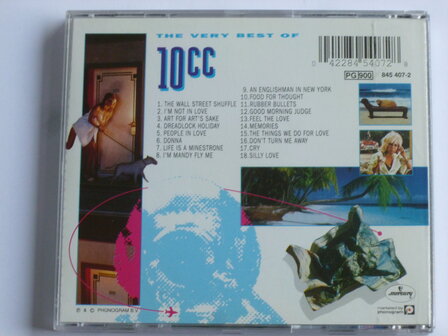 THE VERY BEST OF
10CC
1. THE WALL STREET SHUFFLE
2. I'M NOT IN LOVE
3. ART FOR ART'S SAKE
4. DREADLOCK HOLIDAY
5. PEOPLE IN LOVE
6. DONNA
7. LIFE IS A MINESTRONE
8. I'M MANDY FLY ME
9. AN ENGLISHMAN IN NEW YORK
10. FOOD FOR THOUGHT
11. RUBBER BULLETS
12. GOOD MORNING JUDGE
13. FEEL THE LOVE
14. MEMORIES
15. THE THINGS WE DO FOR LOVE
16. DON'T TURN ME AWAY
17. CRY
18. SILLY LOVE
0 42284 54072 8
PG 900
845 407-2
mercury
marketed by
phonogram
℗ & © PHONOGRAM B.V.